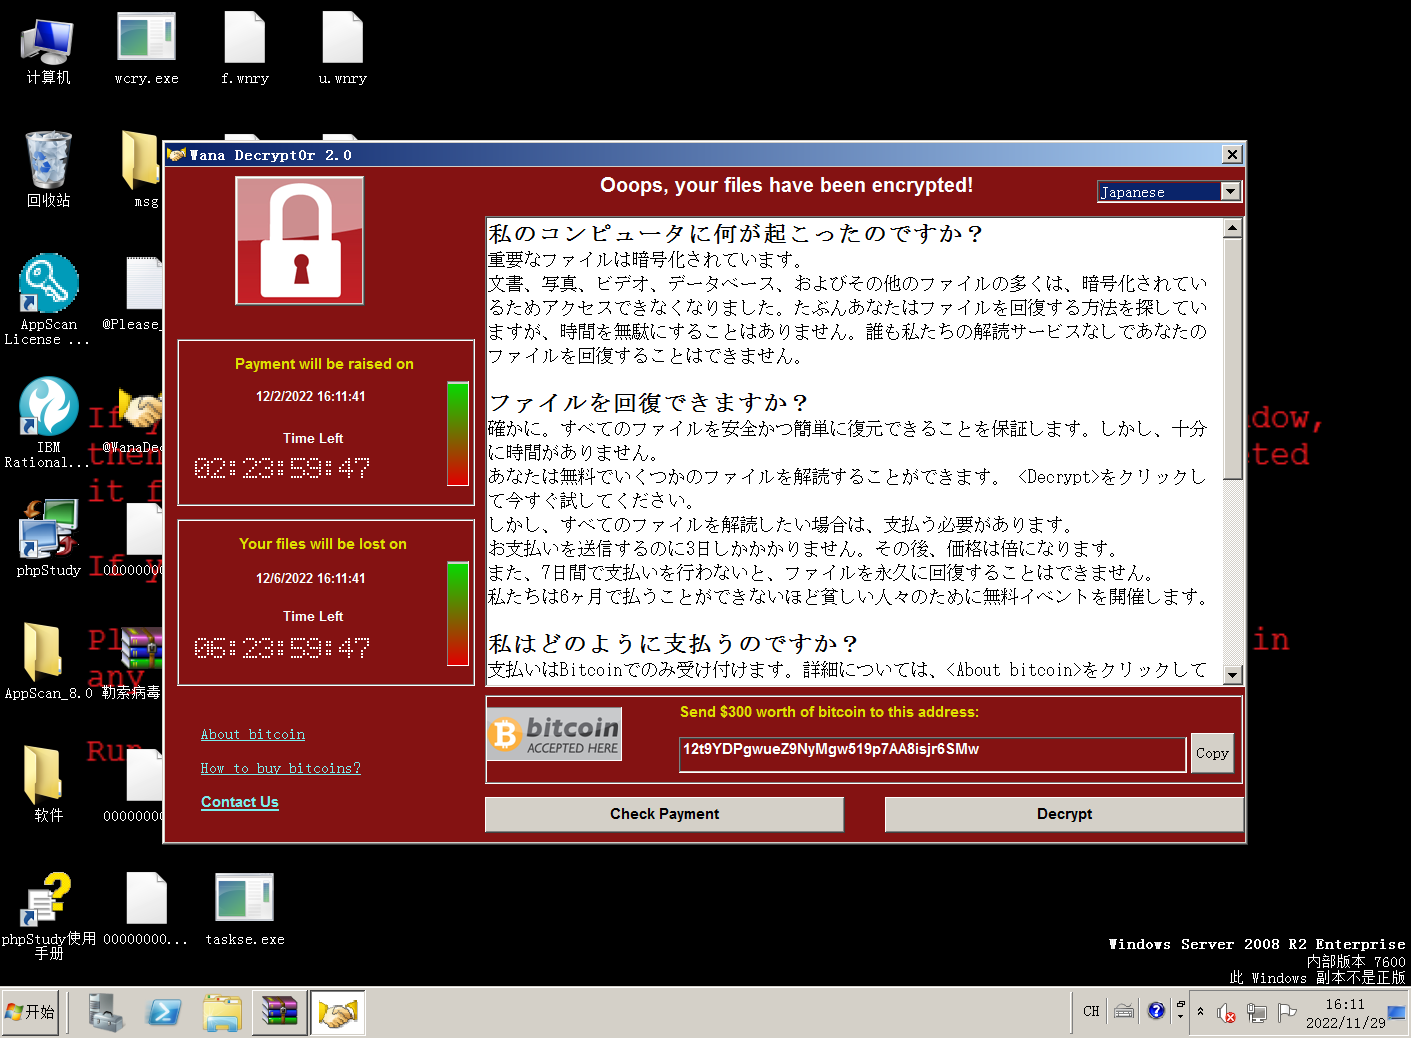 计算机
wcry.exe
f.wnry
u.wnry
回收站
msg
AppScan
License ...
@Please_
IBM
Rational...
@WanaDec
phpStudy
00000000
AppScan_8.0
勒索病毒
软件
00000000
phpStudy使用
手册
00000000...
taskse.exe
If y
dow,
then
eted
it f
If y
Pl
in
any
Run
Wana Decrypt0r 2.0
Ooops, your files have been encrypted!
Japanese
Payment will be raised on
12/2/2022 16:11:41
Time Left
02:23:59:47
Your files will be lost on
12/6/2022 16:11:41
Time Left
06:23:59:47
About bitcoin
How to buy bitcoins?
Contact Us
私のコンピュータに何が起こったのですか？
重要なファイルは暗号化されています。
文書、写真、ビデオ、データベース、およびその他のファイルの多くは、暗号化されてい
るためアクセスできなくなりました。たぶんあなたはファイルを回復する方法を探してい
ますが、時間を無駄にすることはありません。誰も私たちの解読サービスなしであなたの
ファイルを回復することはできません。
ファイルを回復できますか？
確かに。すべてのファイルを安全かつ簡単に復元できることを保証します。しかし、十分
に時間がありません。
あなたは無料でいくつかのファイルを解読することができます。 <Decrypt>をクリックし
て今すぐ試してください。
しかし、すべてのファイルを解読したい場合は、支払う必要があります。
お支払いを送信するのに3日しかかかりません。その後、価格は倍になります。
また、7日間で支払いを行わないと、ファイルを永久に回復することはできません。
私たちは6ヶ月で払うことができないほど貧しい人々のために無料イベントを開催します。
私はどのように支払うのですか？
支払いはBitcoinでのみ受け付けます。詳細については、<About bitcoin>をクリックして
bitcoin
ACCEPTED HERE
Send $300 worth of bitcoin to this address:
12t9YDPgwueZ9NyMgw519p7AA8isjr6SMw
Copy
Check Payment
Decrypt
Windows Server 2008 R2 Enterprise
内部版本 7600
此 Windows 副本不是正版
开始
CH
16:11
2022/11/29